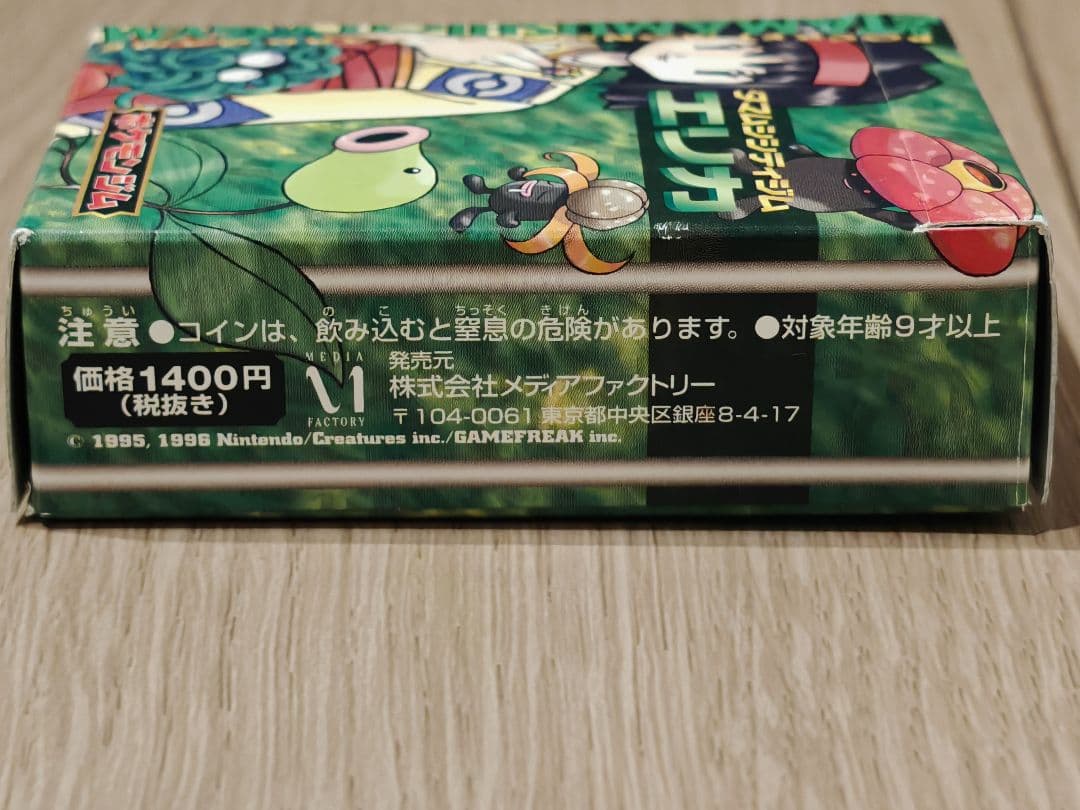 ポケモンジム
タマムシシティジム
エリカ
ちゅうい のこ ちっそく きけん
注意●コインは、飲み込むと窒息の危険があります。●対象年齢9才以上
価格1400円
(税抜き)
MEDIA
FACTORY
発売元
株式会社メディアファクトリー
〒104-0061 東京都中央区銀座8-4-17
© 1995, 1996 Nintendo/Creatures inc./GAMEFREAK inc.